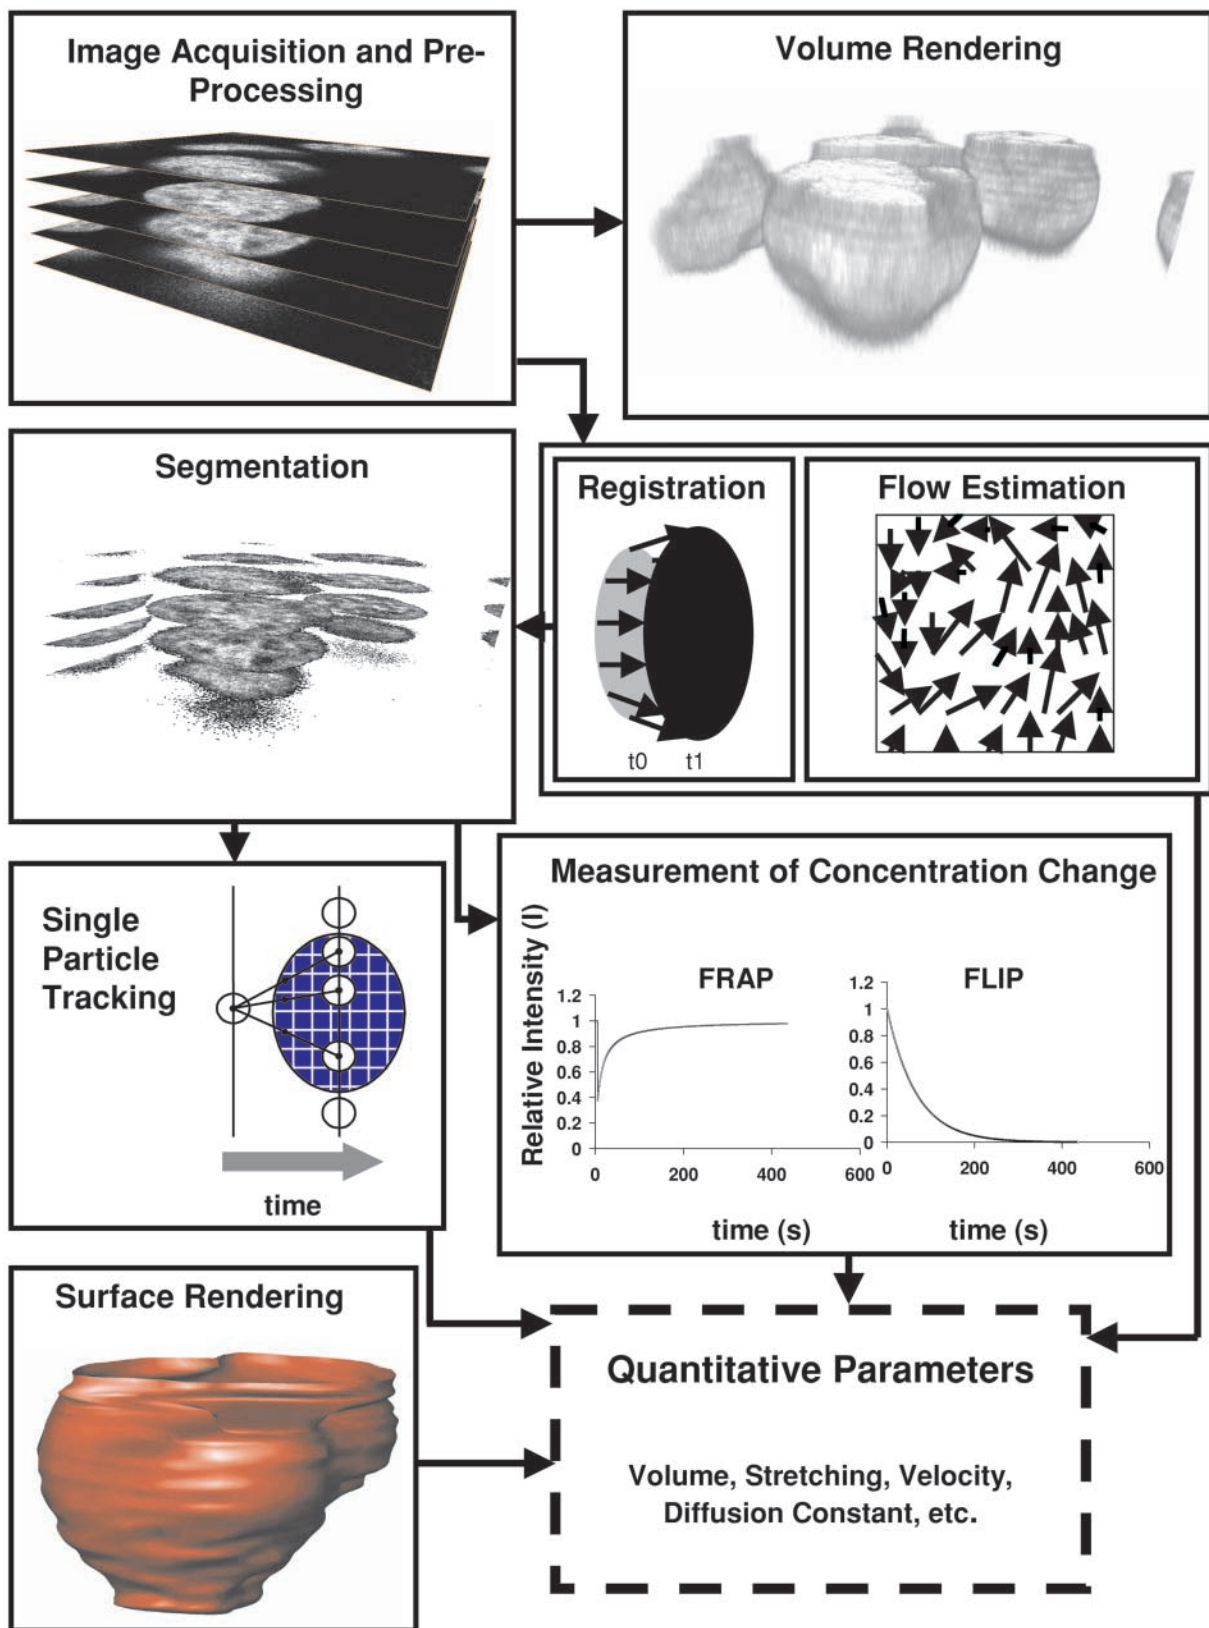 Image Acquisition and Pre-
Processing
Volume Rendering
Segmentation
Registration
t0 t1
Flow Estimation
Single
Particle
Tracking
time
Measurement of Concentration Change
Relative Intensity (I)
FRAP
1.2
1
0.8
0.6
0.4
0.2
0
0 200 400 600
time (s)
FLIP
1.2
1
0.8
0.6
0.4
0.2
0
0 200 400 600
time (s)
Surface Rendering
Quantitative Parameters
Volume, Stretching, Velocity,
Diffusion Constant, etc.